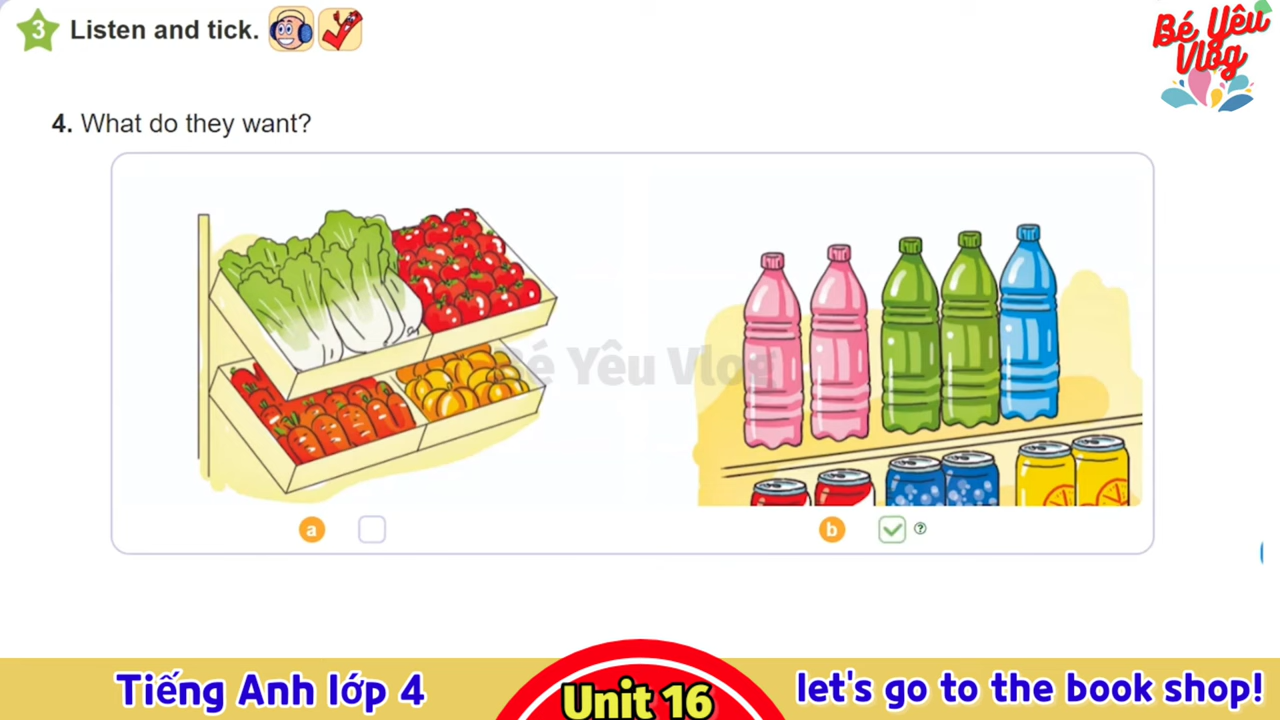 3 Listen and tick.
Bé Yêu
Vlog
4. What do they want?
Bé Yêu Vlog
a
b ?
Tiếng Anh lớp 4
Unit 16
let's go to the book shop!